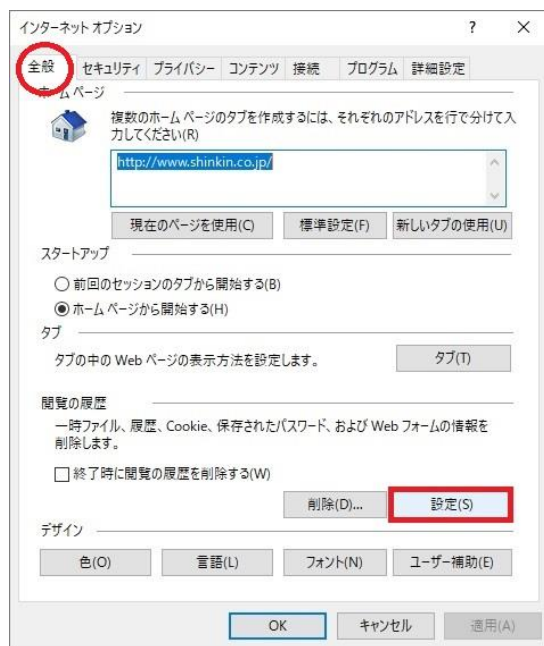 インターネット オプション ? ×
全般 セキュリティ プライバシー コンテンツ 接続 プログラム 詳細設定
ホーム ページ
複数のホーム ページのタブを作成するには、それぞれのアドレスを行で分けて入
力してください(R)
http://www.shinkin.co.jp/
現在のページを使用(C) 標準設定(F) 新しいタブの使用(U)
スタートアップ
前回のセッションのタブから開始する(B)
ホーム ページから開始する(H)
タブ
タブの中の Web ページの表示方法を設定します。 タブ(T)
閲覧の履歴
一時ファイル、履歴、Cookie、保存されたパスワード、および Web フォームの情報を
削除します。
終了時に閲覧の履歴を削除する(W)
削除(D)... 設定(S)
デザイン
色(O) 言語(L) フォント(N) ユーザー補助(E)
OK キャンセル 適用(A)